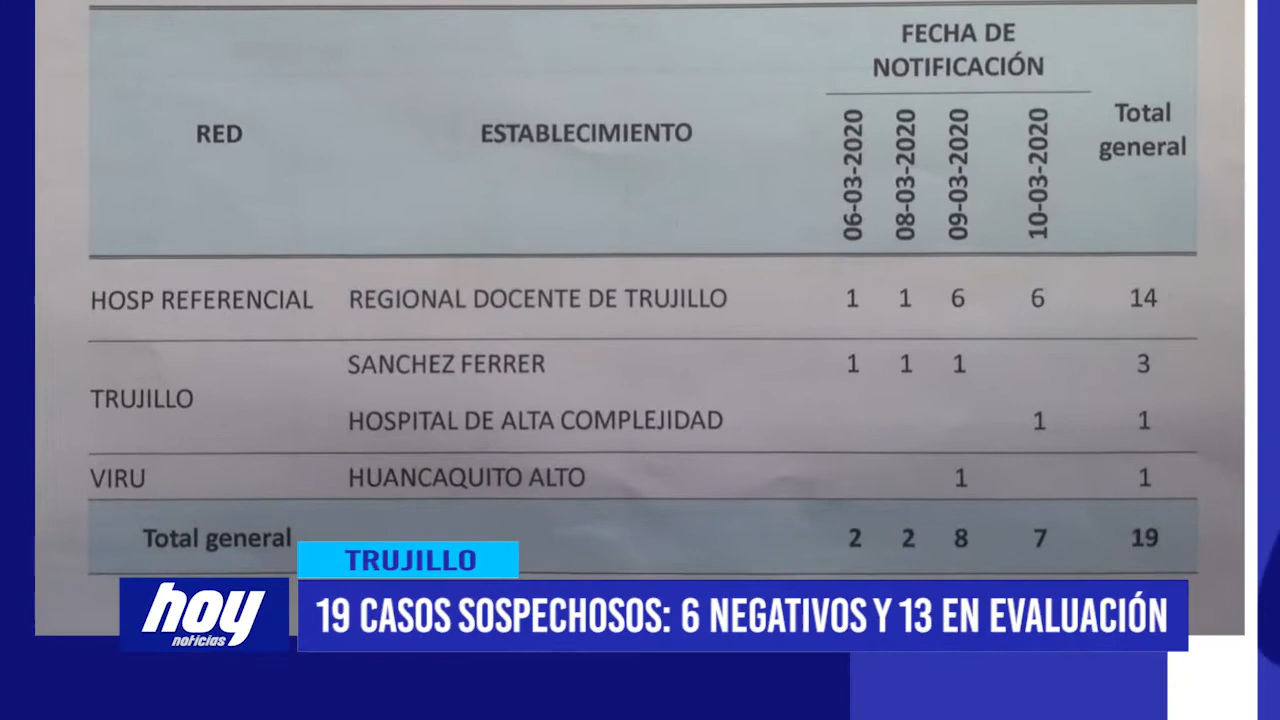 FECHA DE
NOTIFICACIÓN
RED ESTABLECIMIENTO 06-03-2020 08-03-2020 09-03-2020 10-03-2020 Total
general
HOSP REFERENCIAL REGIONAL DOCENTE DE TRUJILLO 1 1 6 6 14
SANCHEZ FERRER 1 1 1 3
TRUJILLO
HOSPITAL DE ALTA COMPLEJIDAD 1 1
VIRU HUANCAQUITO ALTO 1 1
Total general 2 2 8 7 19
TRUJILLO
hoy
noticias
19 CASOS SOSPECHOSOS: 6 NEGATIVOS Y 13 EN EVALUACIÓN